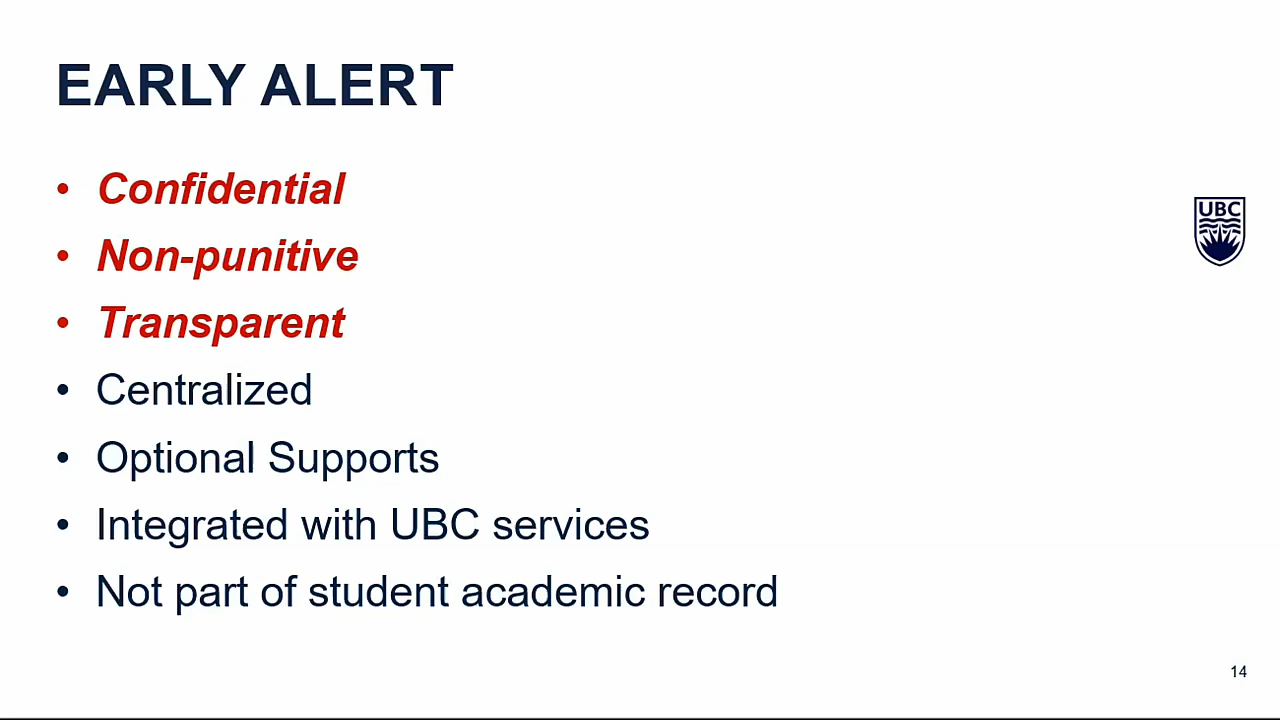 EARLY ALERT
• Confidential
• Non-punitive
• Transparent
• Centralized
• Optional Supports
• Integrated with UBC services
• Not part of student academic record
UBC
14